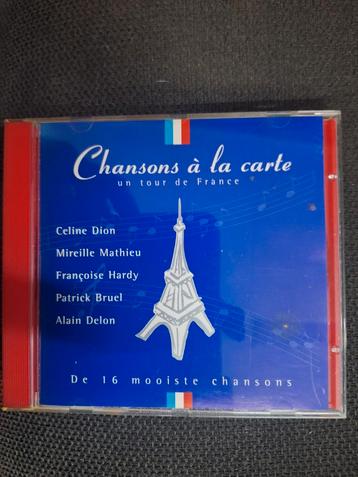 Chansons à la carte
un tour de France
Celine Dion
Mireille Mathieu
Françoise Hardy
Patrick Bruel
Alain Delon
De 16 mooiste chansons